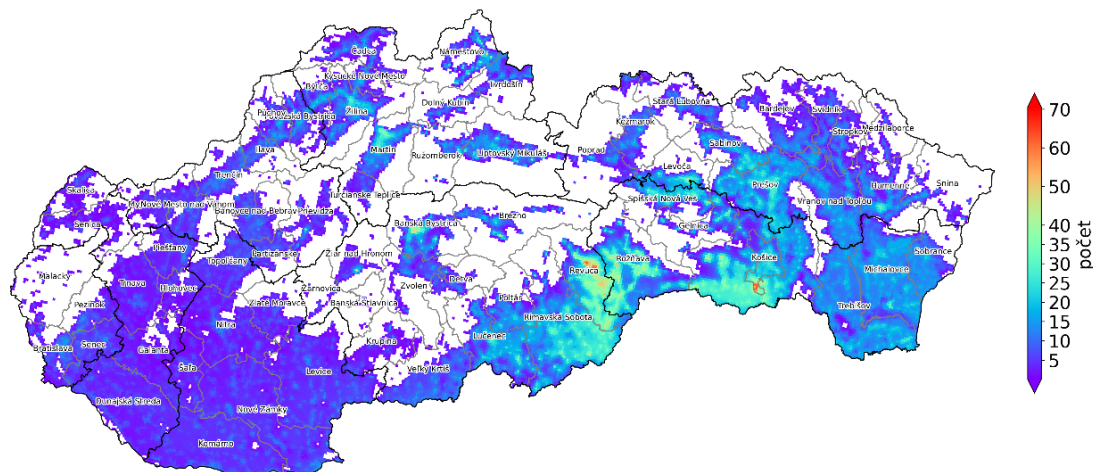 Čadca
Námestovo
Kysucké Nové Mesto
Tvrdošín
Bytča
Dolný Kubín
Stará Ľubovňa
Púchov
Považská Bystrica
Žilina
Bardejov
Svidník
Kežmarok
Stropkov
Medzilaborce
Ilava
Martin
Ružomberok
Liptovský Mikuláš
Poprad
Sabinov
Levoča
Trenčín
Prešov
Humenné
Snina
Skalica
Turčianske Teplice
Spišská Nová Ves
Vranov nad Topľou
Nové Mesto nad Váhom
Bánovce nad Bebravou
Prievidza
Senica
Banská Bystrica
Brezno
Gelnica
Piešťany
Topoľčany
Partizánske
Žiar nad Hronom
Rožňava
Košice
Sobrance
Malacky
Revúca
Michalovce
Trnava
Hlohovec
Zvolen
Detva
Pezinok
Zlaté Moravce
Žarnovica
Banská Štiavnica
Poltár
Trebišov
Nitra
Rimavská Sobota
Bratislava
Senec
Galanta
Krupina
Lučenec
Šaľa
Levice
Veľký Krtíš
Dunajská Streda
Nové Zámky
Komárno
70
60
50
40
30
20
15
10
5
počet